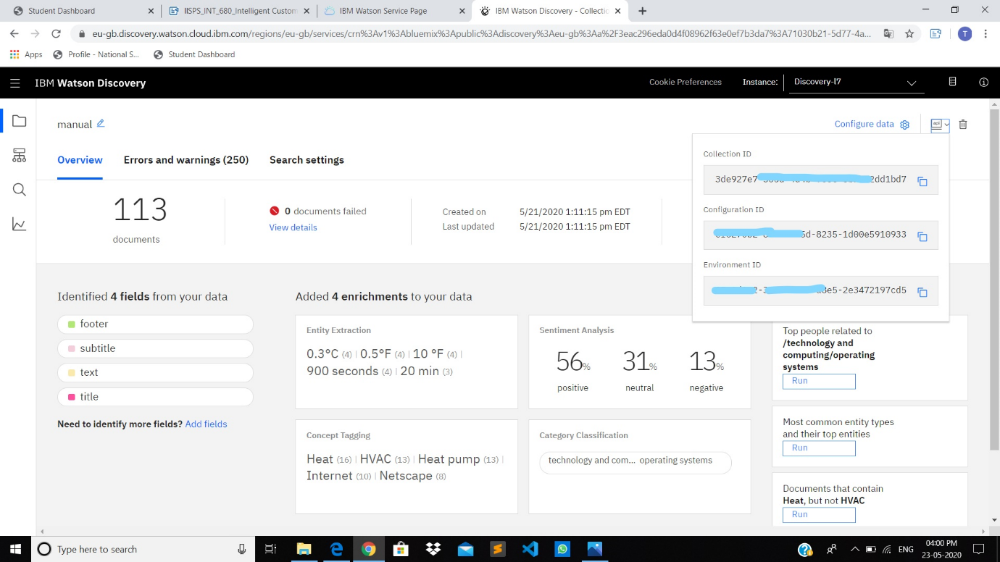 Student Dashboard
IISPS_INT_680_Intelligent Custom
IBM Watson Service Page
IBM Watson Discovery - Collectio
eu-gb.discovery.watson.cloud.ibm.com/regions/eu-gb/services/crn%3Av1%3Abluemix%3Apublic%3Adiscovery%3Aeu-gb%3Aa%2F3eac296eda0d4f08962f63e0ef7b3da7%3A71030b21-5d77-4a...
T
Apps
Profile - National S...
Student Dashboard
IBM Watson Discovery
Cookie Preferences
Instance:
Discovery-l7
manual
Configure data
api
Overview
Errors and warnings (250)
Search settings
Collection ID
3de927e7
2dd1bd7
Configuration ID
5d-8235-1d00e5910933
Environment ID
8e5-2e3472197cd5
113
documents
0 documents failed
View details
Created on 5/21/2020 1:11:15 pm EDT
Last updated 5/21/2020 1:11:15 pm EDT
Identified 4 fields from your data
footer
subtitle
text
title
Need to identify more fields? Add fields
Added 4 enrichments to your data
Entity Extraction
0.3°C (4) | 0.5°F (4) | 10 °F (4) |
900 seconds (4) | 20 min (3)
Sentiment Analysis
56% 31% 13%
positive neutral negative
Concept Tagging
Heat (16) | HVAC (13) | Heat pump (13) |
Internet (10) | Netscape (8)
Category Classification
technology and com... operating systems
Top people related to
/technology and
computing/operating
systems
Run
Most common entity types
and their top entities
Run
Documents that contain
Heat, but not HVAC
Run
Type here to search
ENG
04:00 PM
23-05-2020